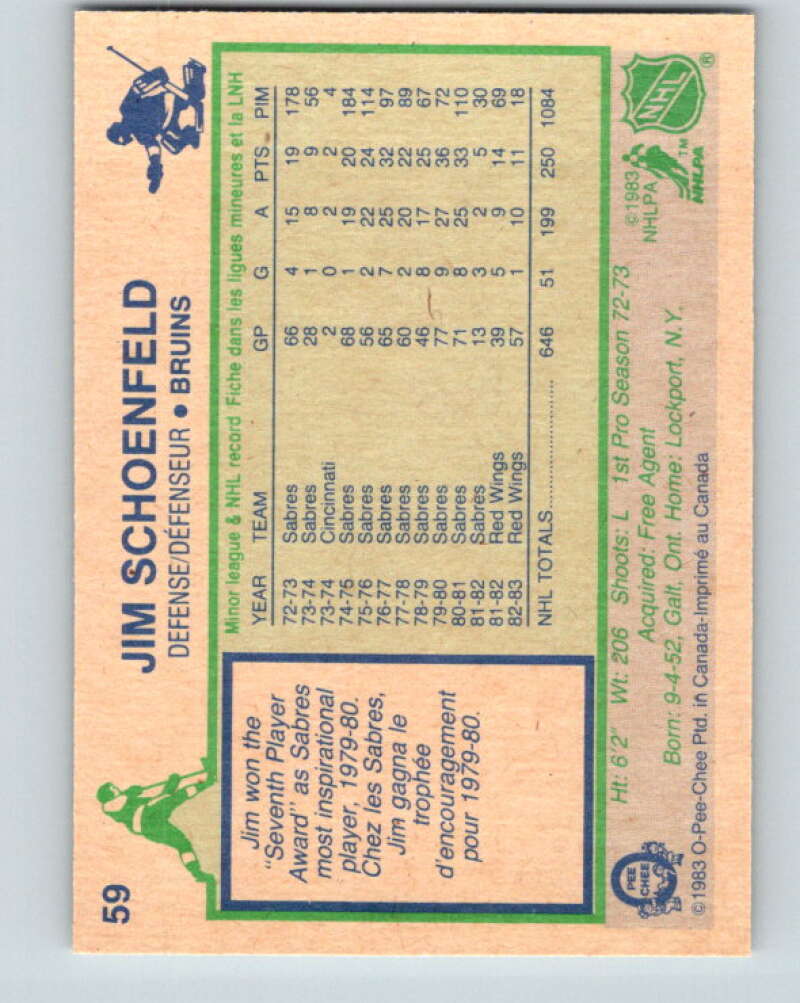 59
JIM SCHOENFELD
DEFENSE/DÉFENSEUR • BRUINS
Jim won the
"Seventh Player
Award" as Sabres
most inspirational
player, 1979-80.
Chez les Sabres,
Jim gagna le
trophée
d'encouragement
pour 1979-80.
Minor league & NHL record Fiche dans les ligues mineures et la LNH
YEAR TEAM GP G A PTS PIM
72-73 Sabres 66 4 15 19 178
73-74 Sabres 28 1 8 9 56
73-74 Cincinnati 2 0 2 2 4
74-75 Sabres 68 1 19 20 184
75-76 Sabres 56 2 22 24 114
76-77 Sabres 65 7 25 32 97
77-78 Sabres 60 2 20 22 89
78-79 Sabres 46 8 17 25 67
79-80 Sabres 77 9 27 36 72
80-81 Sabres 71 8 25 33 110
81-82 Sabres 13 3 2 5 30
81-82 Red Wings 39 5 9 14 69
82-83 Red Wings 57 1 10 11 18
NHL TOTALS 646 51 199 250 1084
Ht: 6'2" Wt: 206 Shoots: L 1st Pro Season 72-73
Acquired: Free Agent
Born: 9-4-52, Galt, Ont. Home: Lockport, N.Y.
©1983 O-Pee-Chee Ptd. in Canada-Imprimé au Canada
PEE
CHEE
©1983
NHLPA
NHLPA
TM
NHL
®